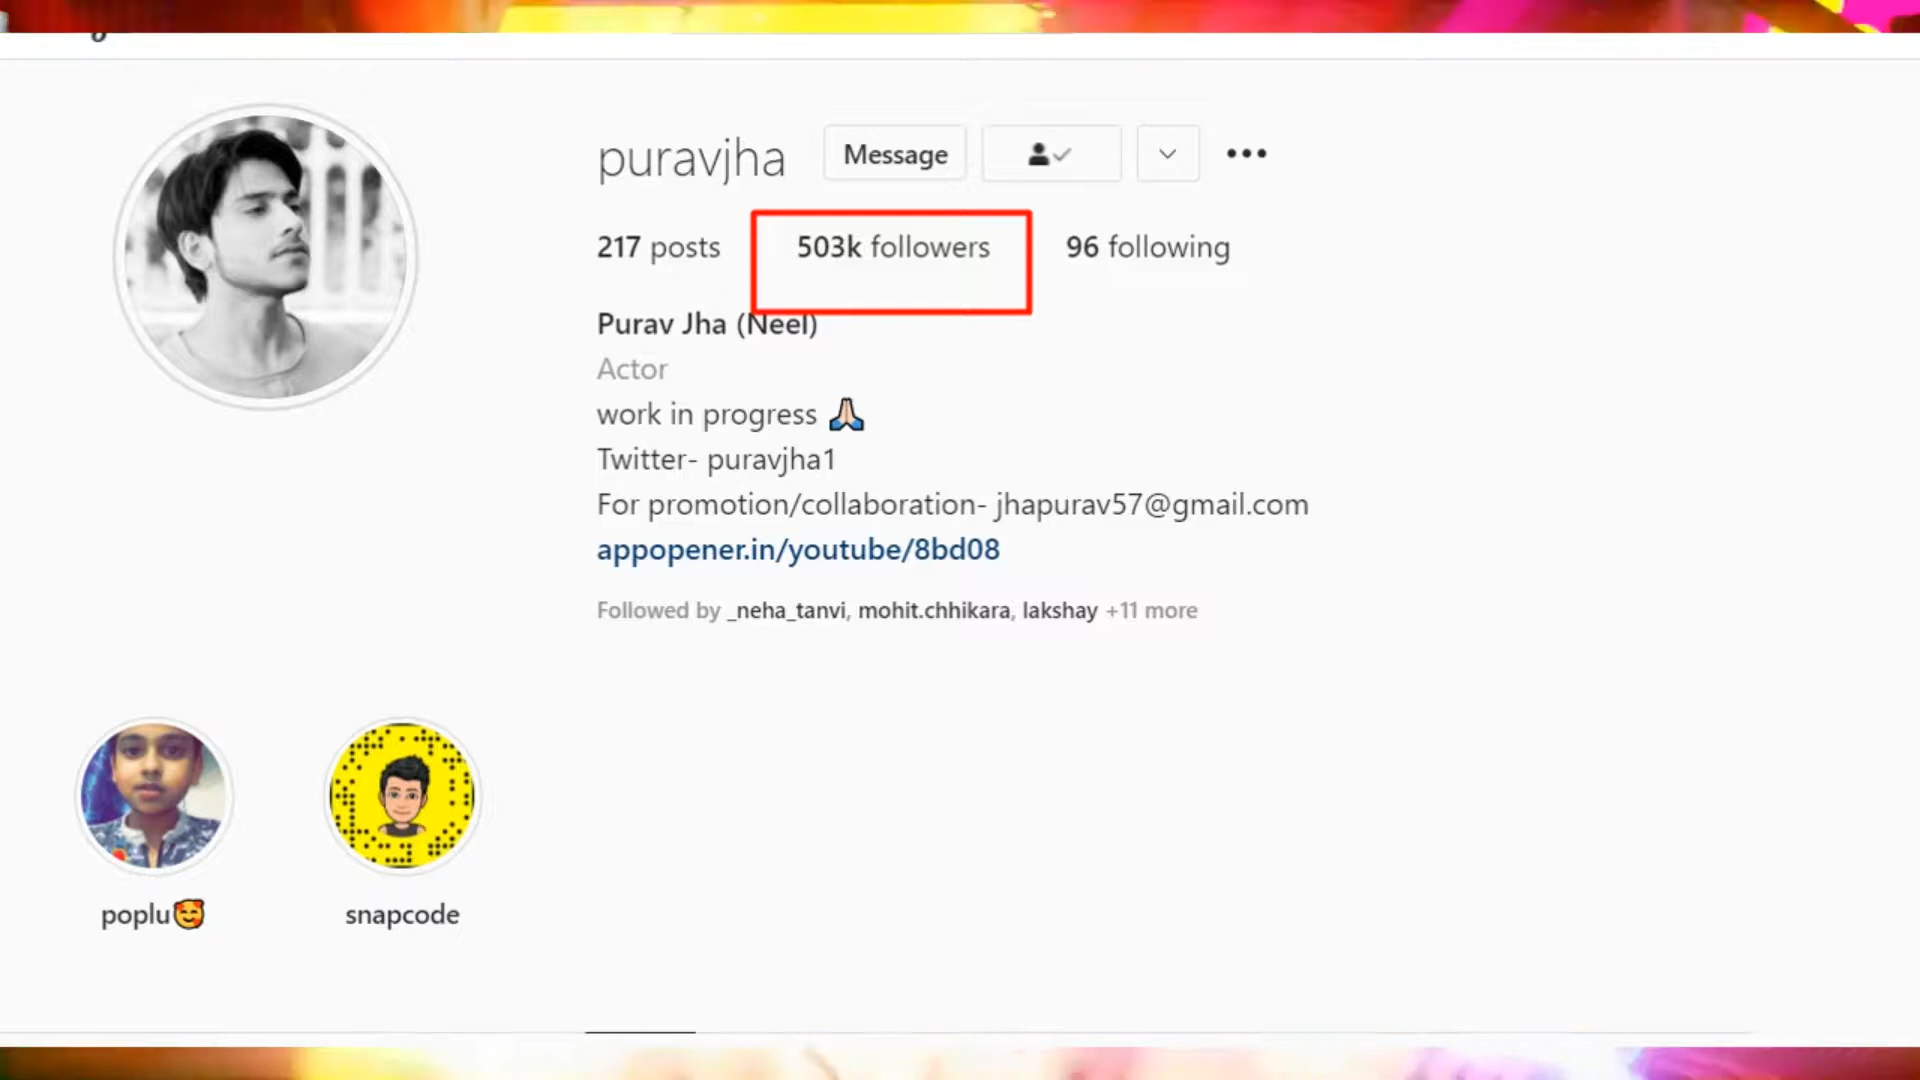 puravjha Message
217 posts 503k followers 96 following
Purav Jha (Neel)
Actor
work in progress 🙏🏻
Twitter- puravjha1
For promotion/collaboration- jhapurav57@gmail.com
appopener.in/youtube/8bd08
Followed by _neha_tanvi, mohit.chhikara, lakshay +11 more
poplu🥰 snapcode